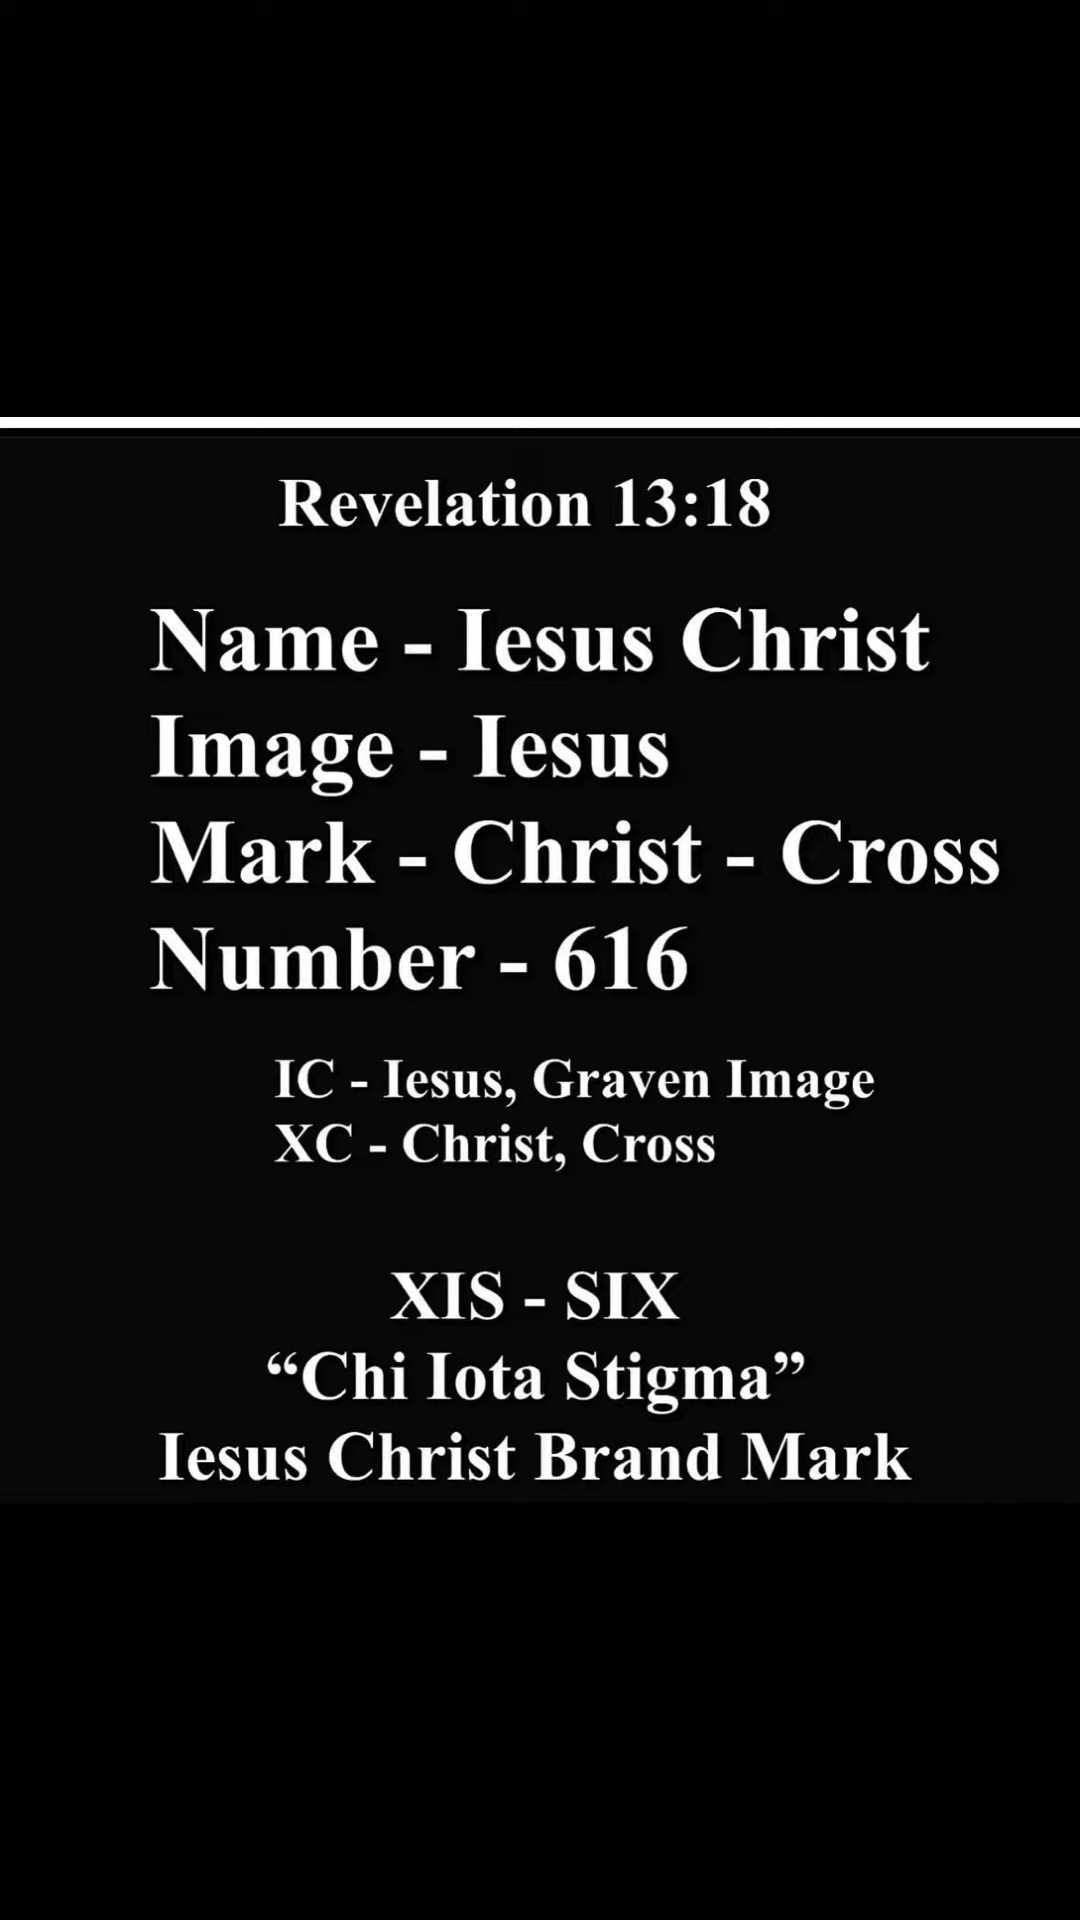 Revelation 13:18
Name - Iesus Christ
Image - Iesus
Mark - Christ - Cross
Number - 616
IC - Iesus, Graven Image
XC - Christ, Cross
XIS - SIX
“Chi Iota Stigma”
Iesus Christ Brand Mark